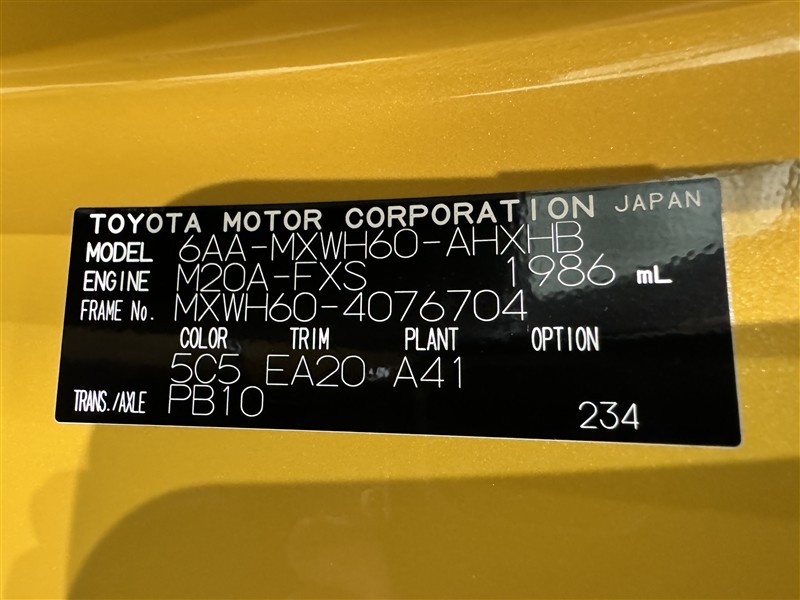 TOYOTA MOTOR CORPORATION JAPAN
MODEL 6AA-MXWH60-AHXHB
ENGINE M20A-FXS 1986 mL
FRAME No. MXWH60-4076704
COLOR TRIM PLANT OPTION
5C5 EA20 A41
TRANS./AXLE PB10
234